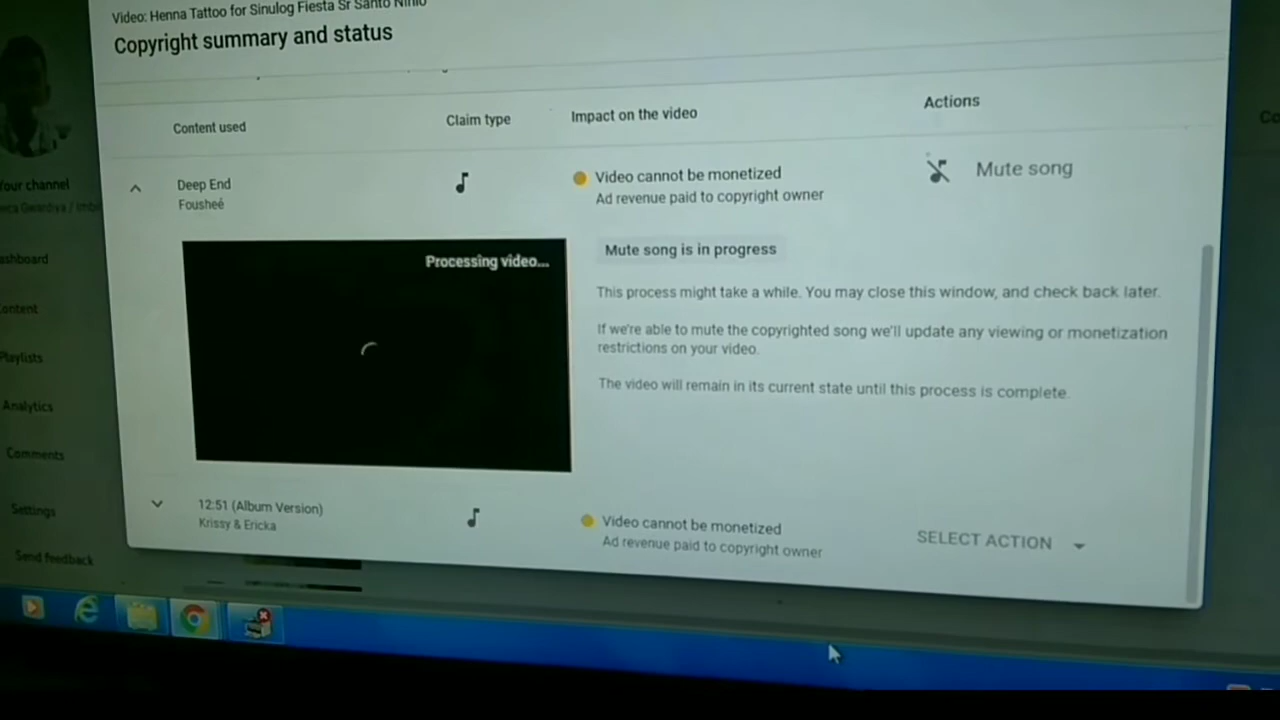 Video: Henna Tattoo for Sinulog Fiesta Sr Santo Niño
Copyright summary and status
Content used
Claim type
Impact on the video
Actions
Deep End
Fousheé
Video cannot be monetized
Ad revenue paid to copyright owner
Mute song
Processing video...
Mute song is in progress
This process might take a while. You may close this window, and check back later.
If we're able to mute the copyrighted song we'll update any viewing or monetization
restrictions on your video.
The video will remain in its current state until this process is complete.
12:51 (Album Version)
Krissy & Ericka
Video cannot be monetized
Ad revenue paid to copyright owner
SELECT ACTION
Your channel
ashboard
ontent
Playlists
Analytics
Comments
Settings
Send feedback